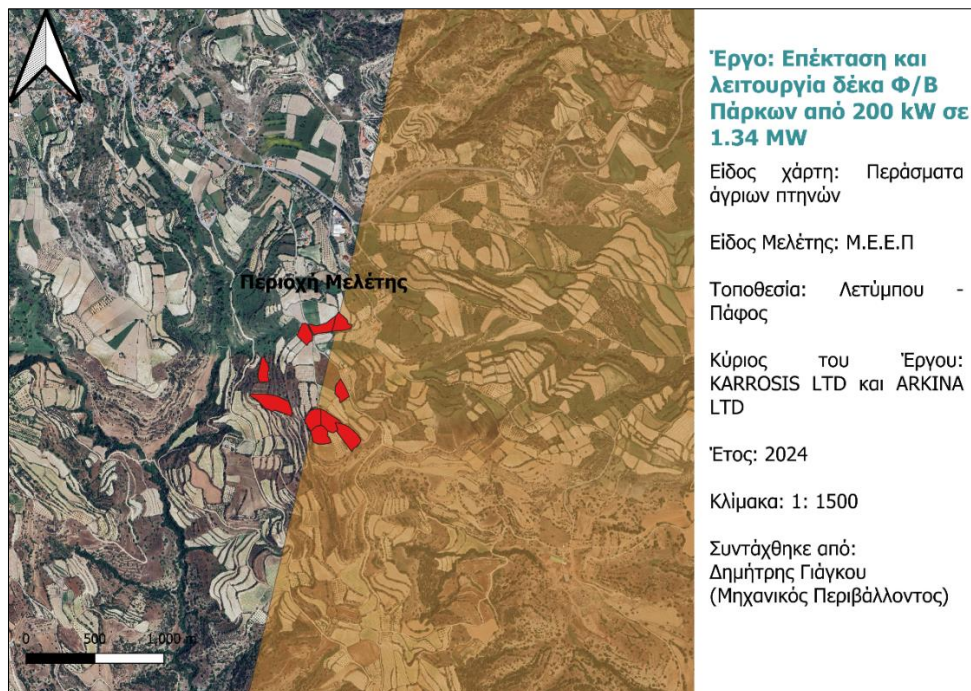 Περιοχή Μελέτης
0 500 1.000 m
Έργο: Επέκταση και
λειτουργία δέκα Φ/Β
Πάρκων από 200 kW σε
1.34 MW
Είδος χάρτη: Περάσματα
άγριων πτηνών
Είδος Μελέτης: Μ.Ε.Ε.Π
Τοποθεσία: Λετύμπου -
Πάφος
Κύριος του Έργου:
KARROSIS LTD και ARKINA
LTD
Έτος: 2024
Κλίμακα: 1: 1500
Συντάχθηκε από:
Δημήτρης Γιάγκου
(Μηχανικός Περιβάλλοντος)